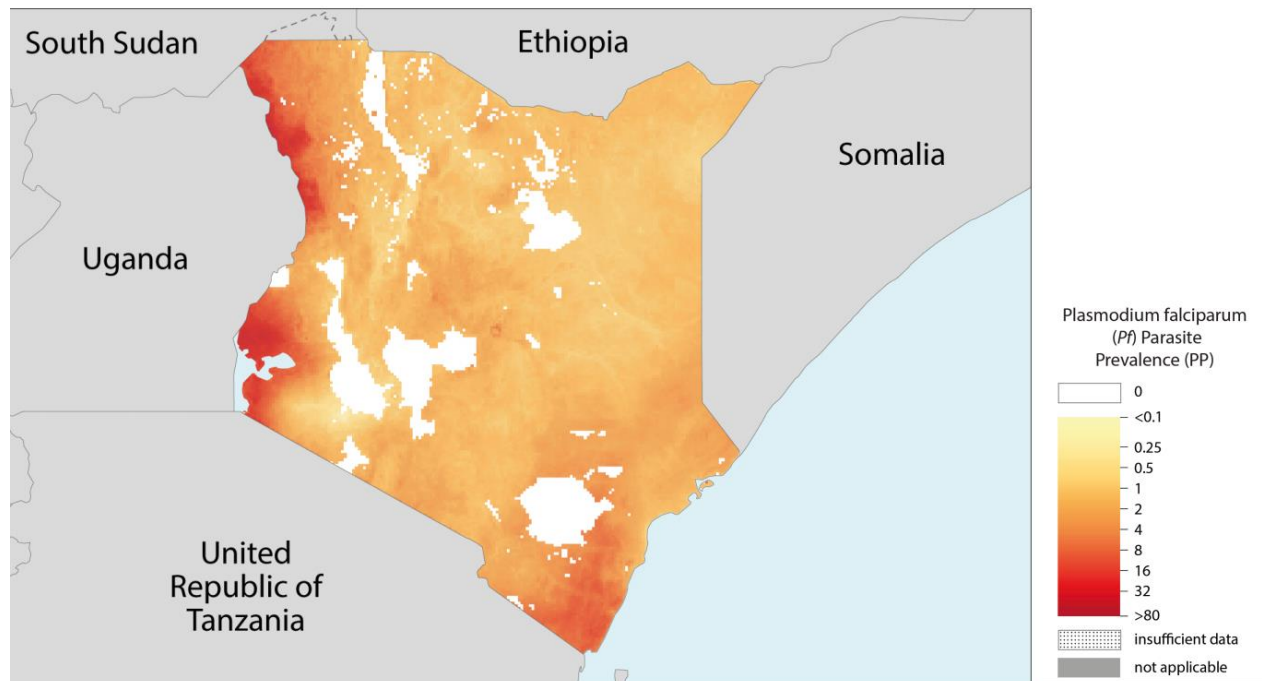 South Sudan
Ethiopia
Somalia
Uganda
United
Republic of
Tanzania
Plasmodium falciparum
(Pf) Parasite
Prevalence (PP)
0
<0.1
0.25
0.5
1
2
4
8
16
32
>80
insufficient data
not applicable